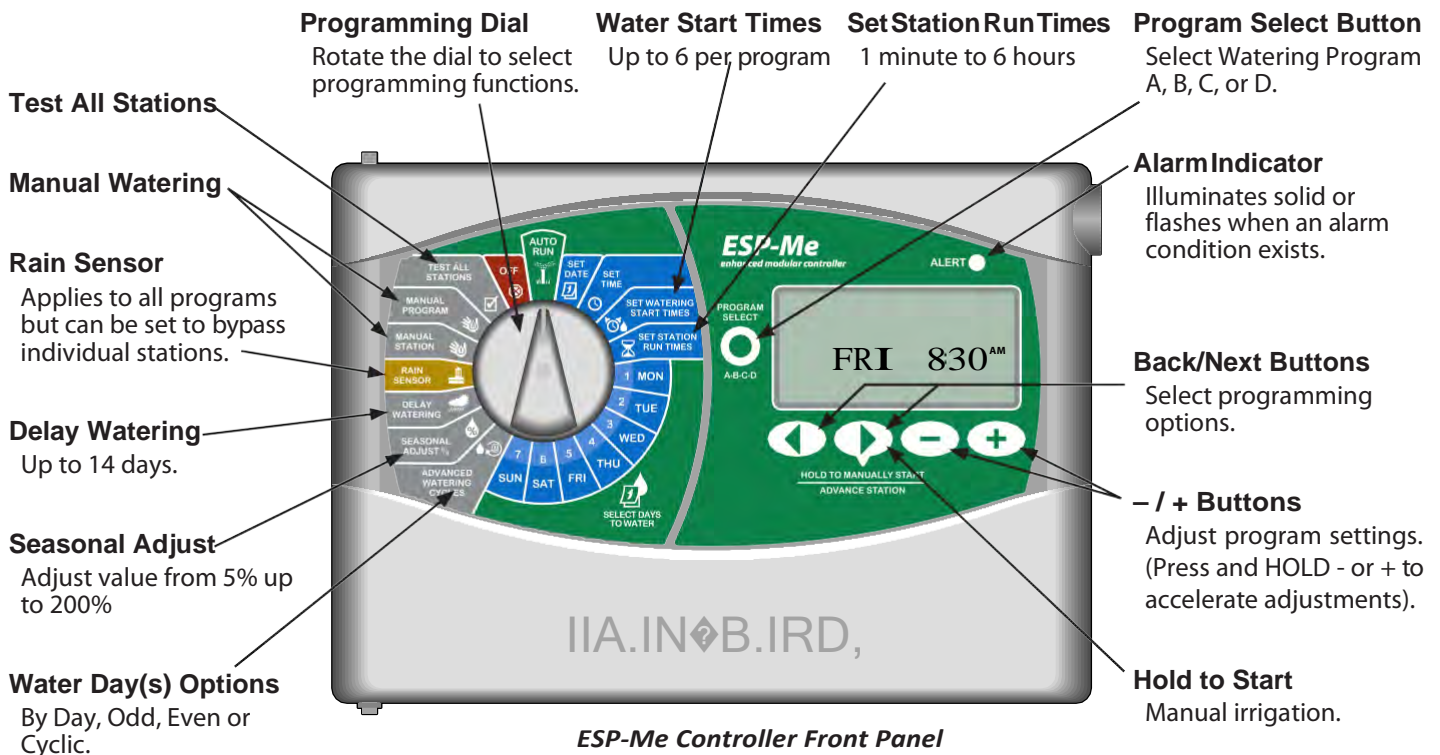 Programming Dial
Rotate the dial to select
programming functions.
Water Start Times
Up to 6 per program
Set Station Run Times
1 minute to 6 hours
Program Select Button
Select Watering Program
A, B, C, or D.
Test All Stations
Manual Watering
Rain Sensor
Applies to all programs
but can be set to bypass
individual stations.
Delay Watering
Up to 14 days.
Seasonal Adjust
Adjust value from 5% up
to 200%
Water Day(s) Options
By Day, Odd, Even or
Cyclic.
Alarm Indicator
Illuminates solid or
flashes when an alarm
condition exists.
Back/Next Buttons
Select programming
options.
– / + Buttons
Adjust program settings.
(Press and HOLD - or + to
accelerate adjustments).
Hold to Start
Manual irrigation.
AUTO
RUN
OFF
SET
DATE
SET
TIME
SET WATERING
START TIMES
SET STATION
RUN TIMES
1 MON
2 TUE
3 WED
4 THU
5 FRI
6 SAT
7 SUN
SELECT DAYS
TO WATER
TEST ALL
STATIONS
MANUAL
PROGRAM
MANUAL
STATION
RAIN
SENSOR
DELAY
WATERING
SEASONAL
ADJUST %
ADVANCED
WATERING
CYCLES
ESP-Me
enhanced modular controller
ALERT
PROGRAM
SELECT
A-B-C-D
FRI 8:30 AM
– +
HOLD TO MANUALLY START
ADVANCE STATION
IIA.IN�B.IRD,
ESP-Me Controller Front Panel